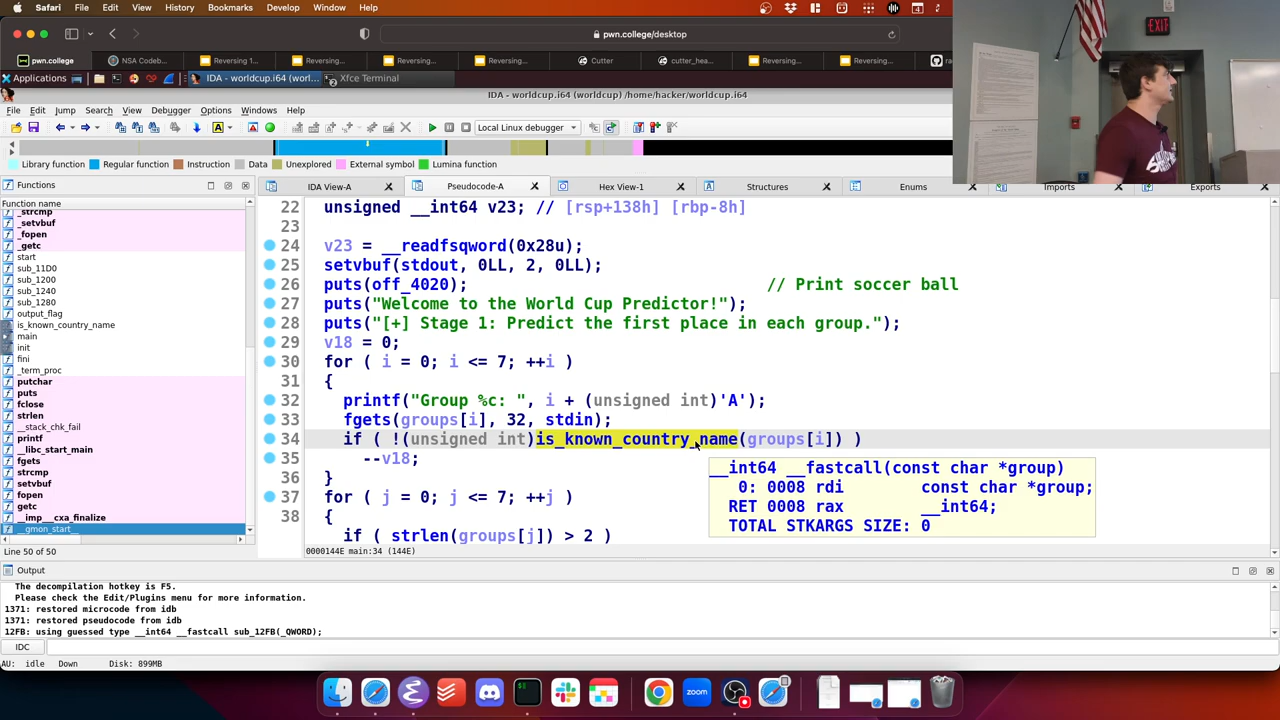 Safari File Edit View History Bookmarks Develop Window Help
pwn.college/desktop
pwn.college NSA Codeb... Reversing 1... Reversing... Reversing... Reversing... Cutter cutter_hea... Reversing... Reversing...
Applications IDA - worldcup.i64 (worl... Xfce Terminal
IDA - worldcup.i64 (worldcup) /home/hacker/worldcup.i64
File Edit Jump Search View Debugger Options Windows Help
Local Linux debugger
Library function Regular function Instruction Data Unexplored External symbol Lumina function
EXIT
Functions
IDA View-A Pseudocode-A Hex View-1 Structures Enums Imports Exports
Function name
_strcmp
_setvbuf
_fopen
_getc
start
sub_11D0
sub_1200
sub_1240
sub_1280
output_flag
is_known_country_name
main
init
fini
_term_proc
putchar
puts
fclose
strlen
__stack_chk_fail
printf
__libc_start_main
fgets
strcmp
setvbuf
fopen
getc
__imp__cxa_finalize
__gmon_start__
Line 50 of 50
22 unsigned __int64 v23; // [rsp+138h] [rbp-8h]
23
24 v23 = __readfsqword(0x28u);
25 setvbuf(stdout, 0LL, 2, 0LL);
26 puts(off_4020); // Print soccer ball
27 puts("Welcome to the World Cup Predictor!");
28 puts("[+] Stage 1: Predict the first place in each group.");
29 v18 = 0;
30 for ( i = 0; i <= 7; ++i )
31 {
32 printf("Group %c: ", i + (unsigned int)'A');
33 fgets(groups[i], 32, stdin);
34 if ( !(unsigned int)is_known_country_name(groups[i]) )
35 --v18;
36 }
37 for ( j = 0; j <= 7; ++j )
38 {
if ( strlen(groups[j]) > 2 )
__int64 __fastcall(const char *group)
0: 0008 rdi const char *group;
RET 0008 rax __int64;
TOTAL STKARGS SIZE: 0
0000144E main:34 (144E)
Output
The decompilation hotkey is F5.
Please check the Edit/Plugins menu for more information.
1371: restored microcode from idb
1371: restored pseudocode from idb
12FB: using guessed type __int64 __fastcall sub_12FB(_QWORD);
IDC
AU: idle Down Disk: 899MB
zoom